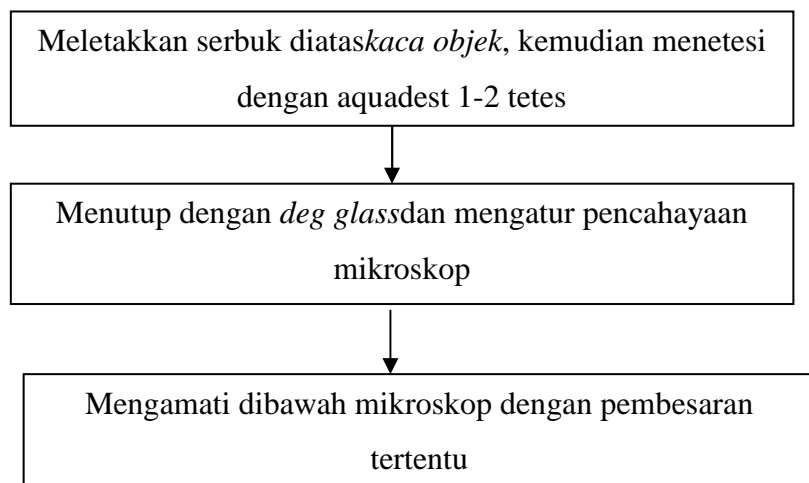 Meletakkan serbuk diataskaca objek, kemudian menetesi
dengan aquadest 1-2 tetes
Menutup dengan deg glassdan mengatur pencahayaan
mikroskop
Mengamati dibawah mikroskop dengan pembesaran
tertentu